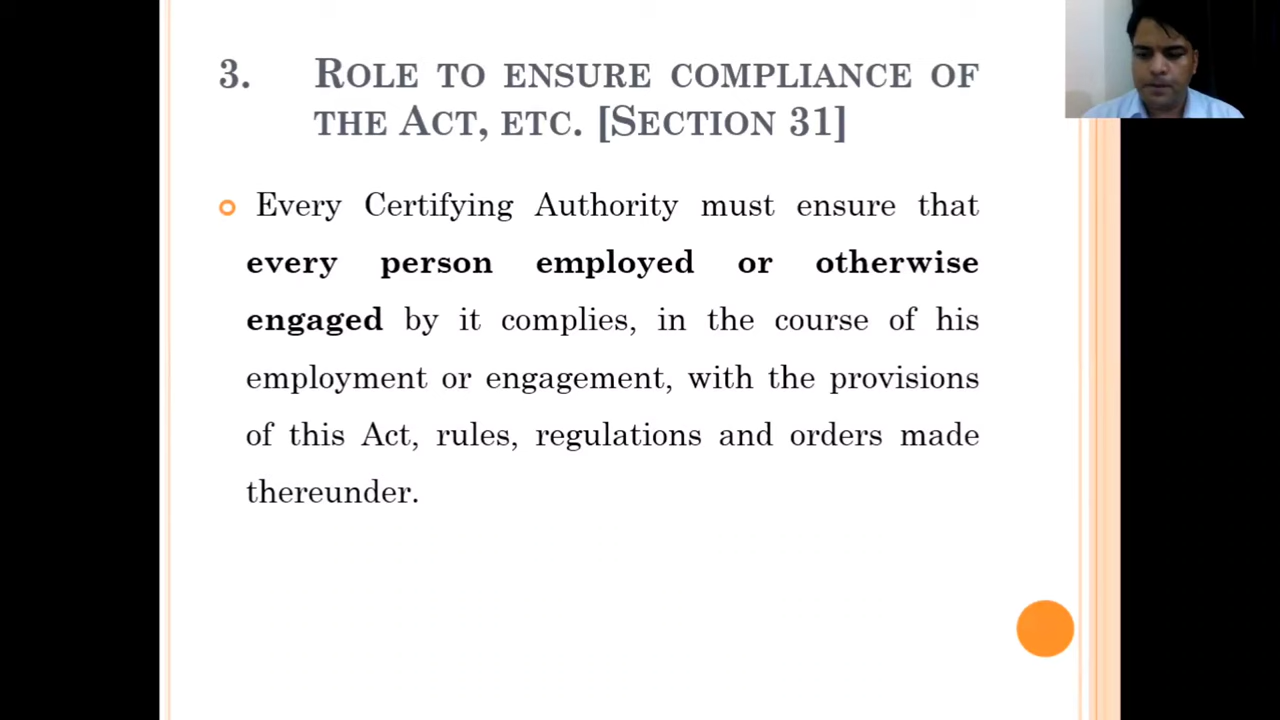 3. ROLE TO ENSURE COMPLIANCE OF
THE ACT, ETC. [SECTION 31]
Every Certifying Authority must ensure that
every person employed or otherwise
engaged by it complies, in the course of his
employment or engagement, with the provisions
of this Act, rules, regulations and orders made
thereunder.